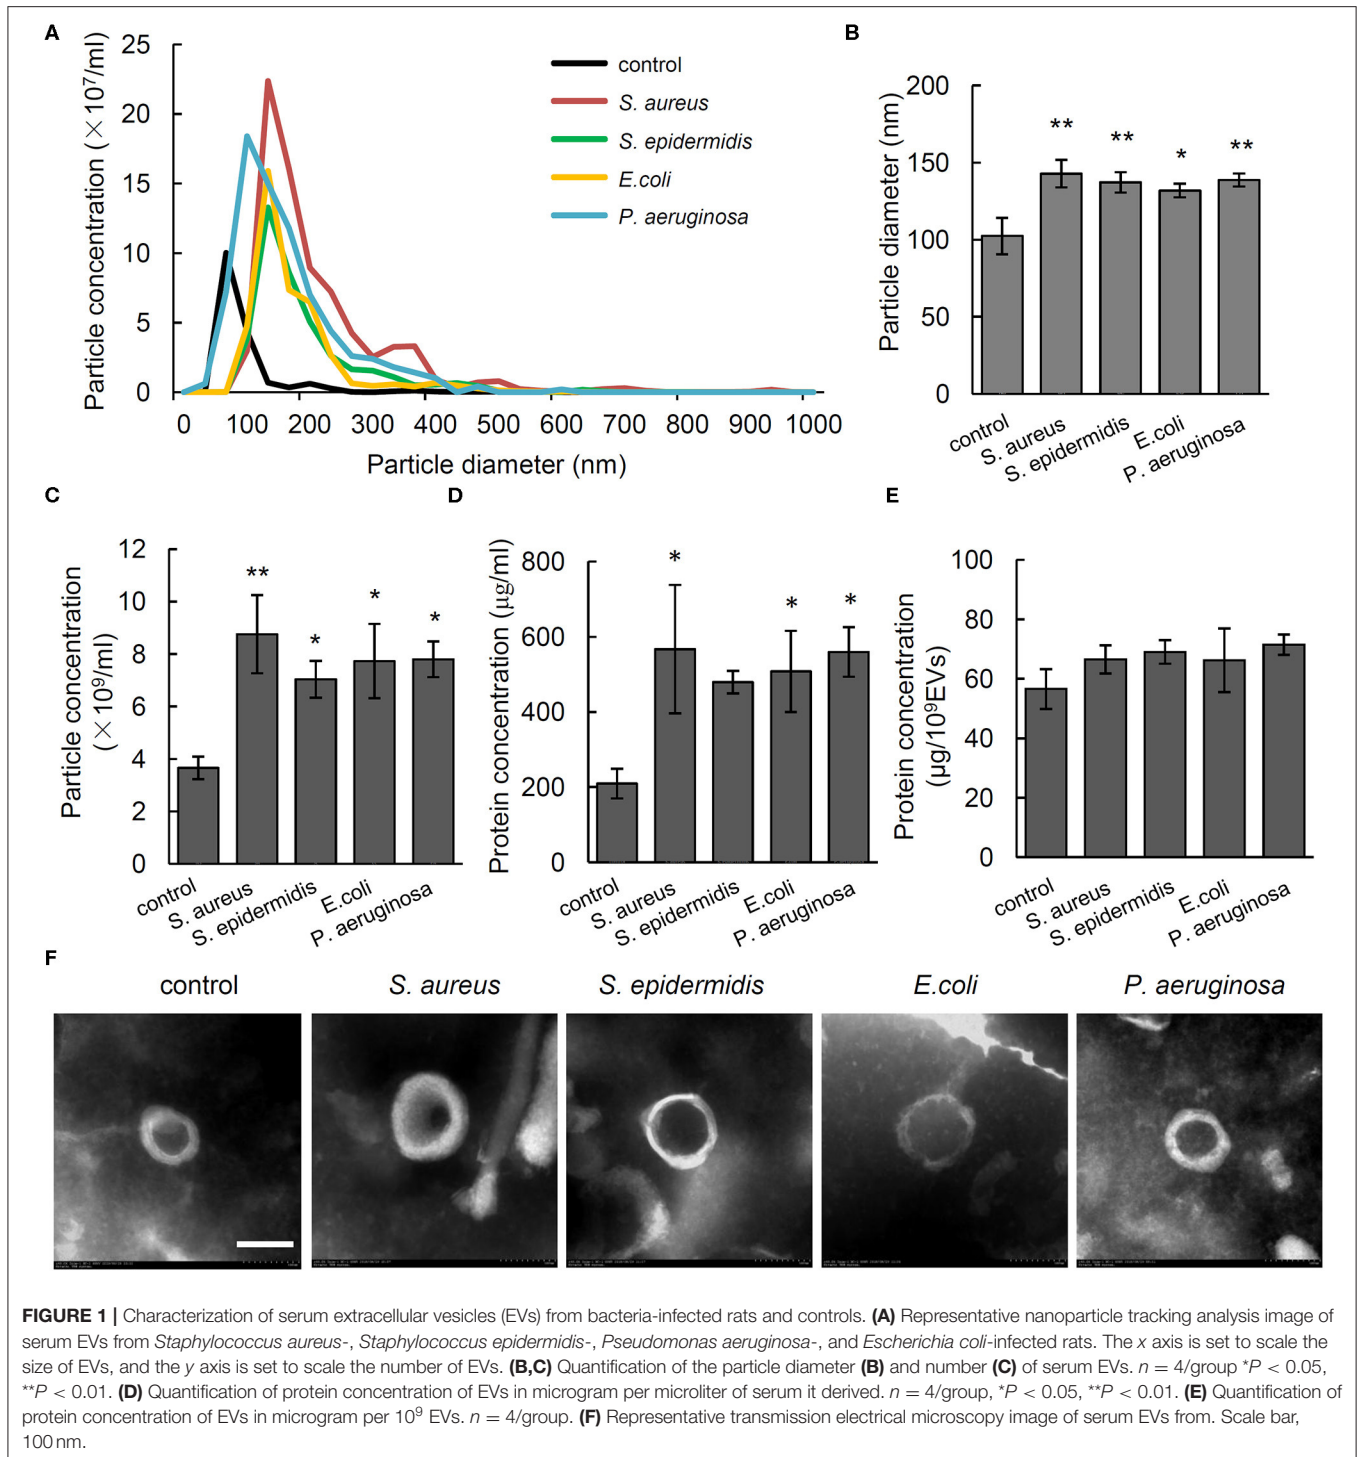 A
25
20
15
10
5
0
Particle concentration (×10⁷/ml)
control
S. aureus
S. epidermidis
E.coli
P. aeruginosa
0 100 200 300 400 500 600 700 800 900 1000
Particle diameter (nm)
B
200
150
100
50
0
Particle diameter (nm)
** ** * **
control
S. aureus
S. epidermidis
E.coli
P. aeruginosa
C
12
10
8
6
4
2
0
Particle concentration
(×10⁹/ml)
** * * *
control
S. aureus
S. epidermidis
E.coli
P. aeruginosa
D
800
600
400
200
0
Protein concentration (μg/ml)
* * *
control
S. aureus
S. epidermidis
E.coli
P. aeruginosa
E
100
80
60
40
20
0
Protein concentration
(μg/10⁹EVs)
control
S. aureus
S. epidermidis
E.coli
P. aeruginosa
F
control S. aureus S. epidermidis E.coli P. aeruginosa
FIGURE 1 | Characterization of serum extracellular vesicles (EVs) from bacteria-infected rats and controls. (A) Representative nanoparticle tracking analysis image of
serum EVs from Staphylococcus aureus-, Staphylococcus epidermidis-, Pseudomonas aeruginosa-, and Escherichia coli-infected rats. The x axis is set to scale the
size of EVs, and the y axis is set to scale the number of EVs. (B,C) Quantification of the particle diameter (B) and number (C) of serum EVs. n = 4/group *P < 0.05,
**P < 0.01. (D) Quantification of protein concentration of EVs in microgram per microliter of serum it derived. n = 4/group, *P < 0.05, **P < 0.01. (E) Quantification of
protein concentration of EVs in microgram per 10⁹ EVs. n = 4/group. (F) Representative transmission electrical microscopy image of serum EVs from. Scale bar,
100 nm.